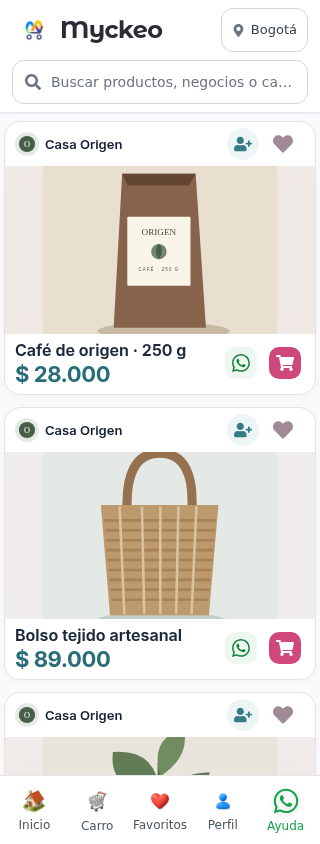 Myckeo
Bogotá
Buscar productos, negocios o ca...
O Casa Origen
ORIGEN
CAFÉ · 250 G
Café de origen · 250 g
$ 28.000
O Casa Origen
Bolso tejido artesanal
$ 89.000
O Casa Origen
Inicio
Carro
Favoritos
Perfil
Ayuda